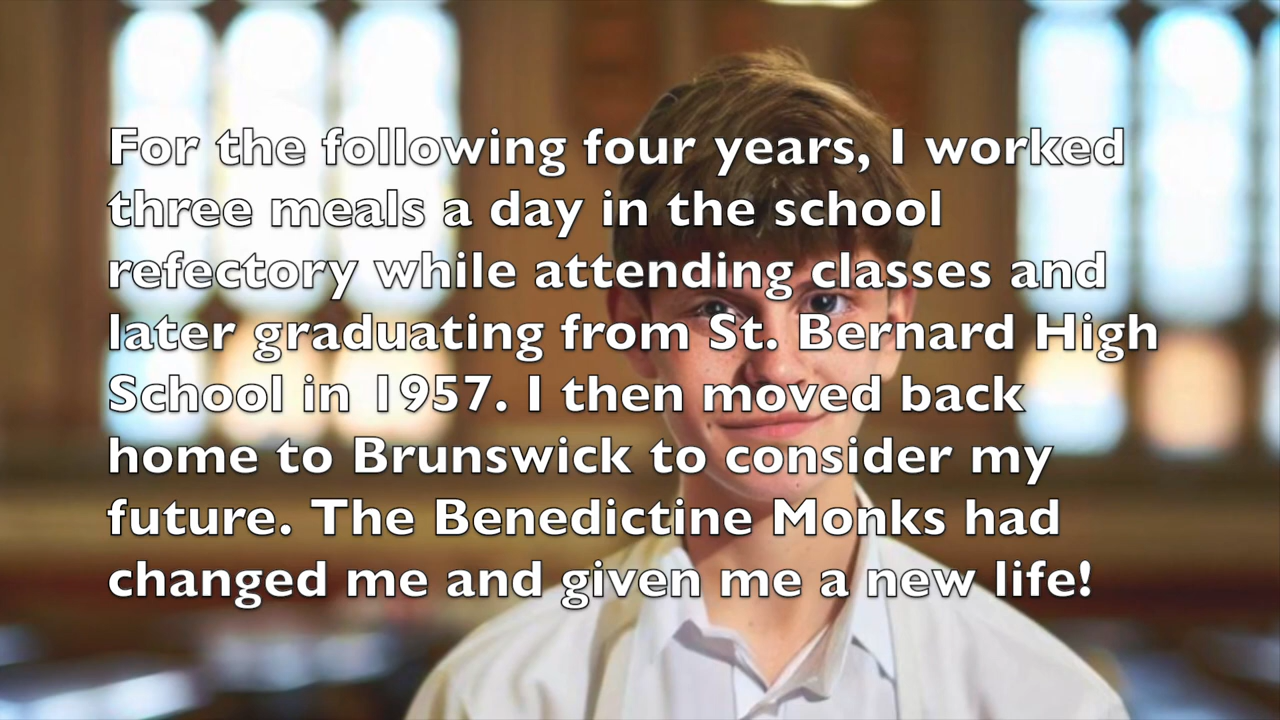 For the following four years, I worked
three meals a day in the school
refectory while attending classes and
later graduating from St. Bernard High
School in 1957. I then moved back
home to Brunswick to consider my
future. The Benedictine Monks had
changed me and given me a new life!